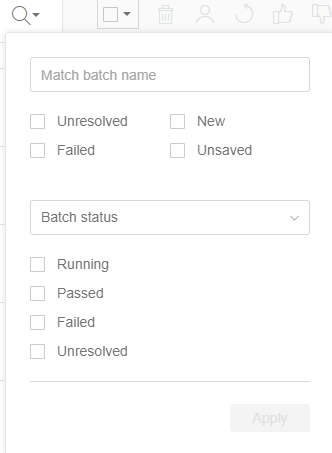 Match batch name
Unresolved New
Failed Unsaved
Batch status
Running
Passed
Failed
Unresolved
Apply